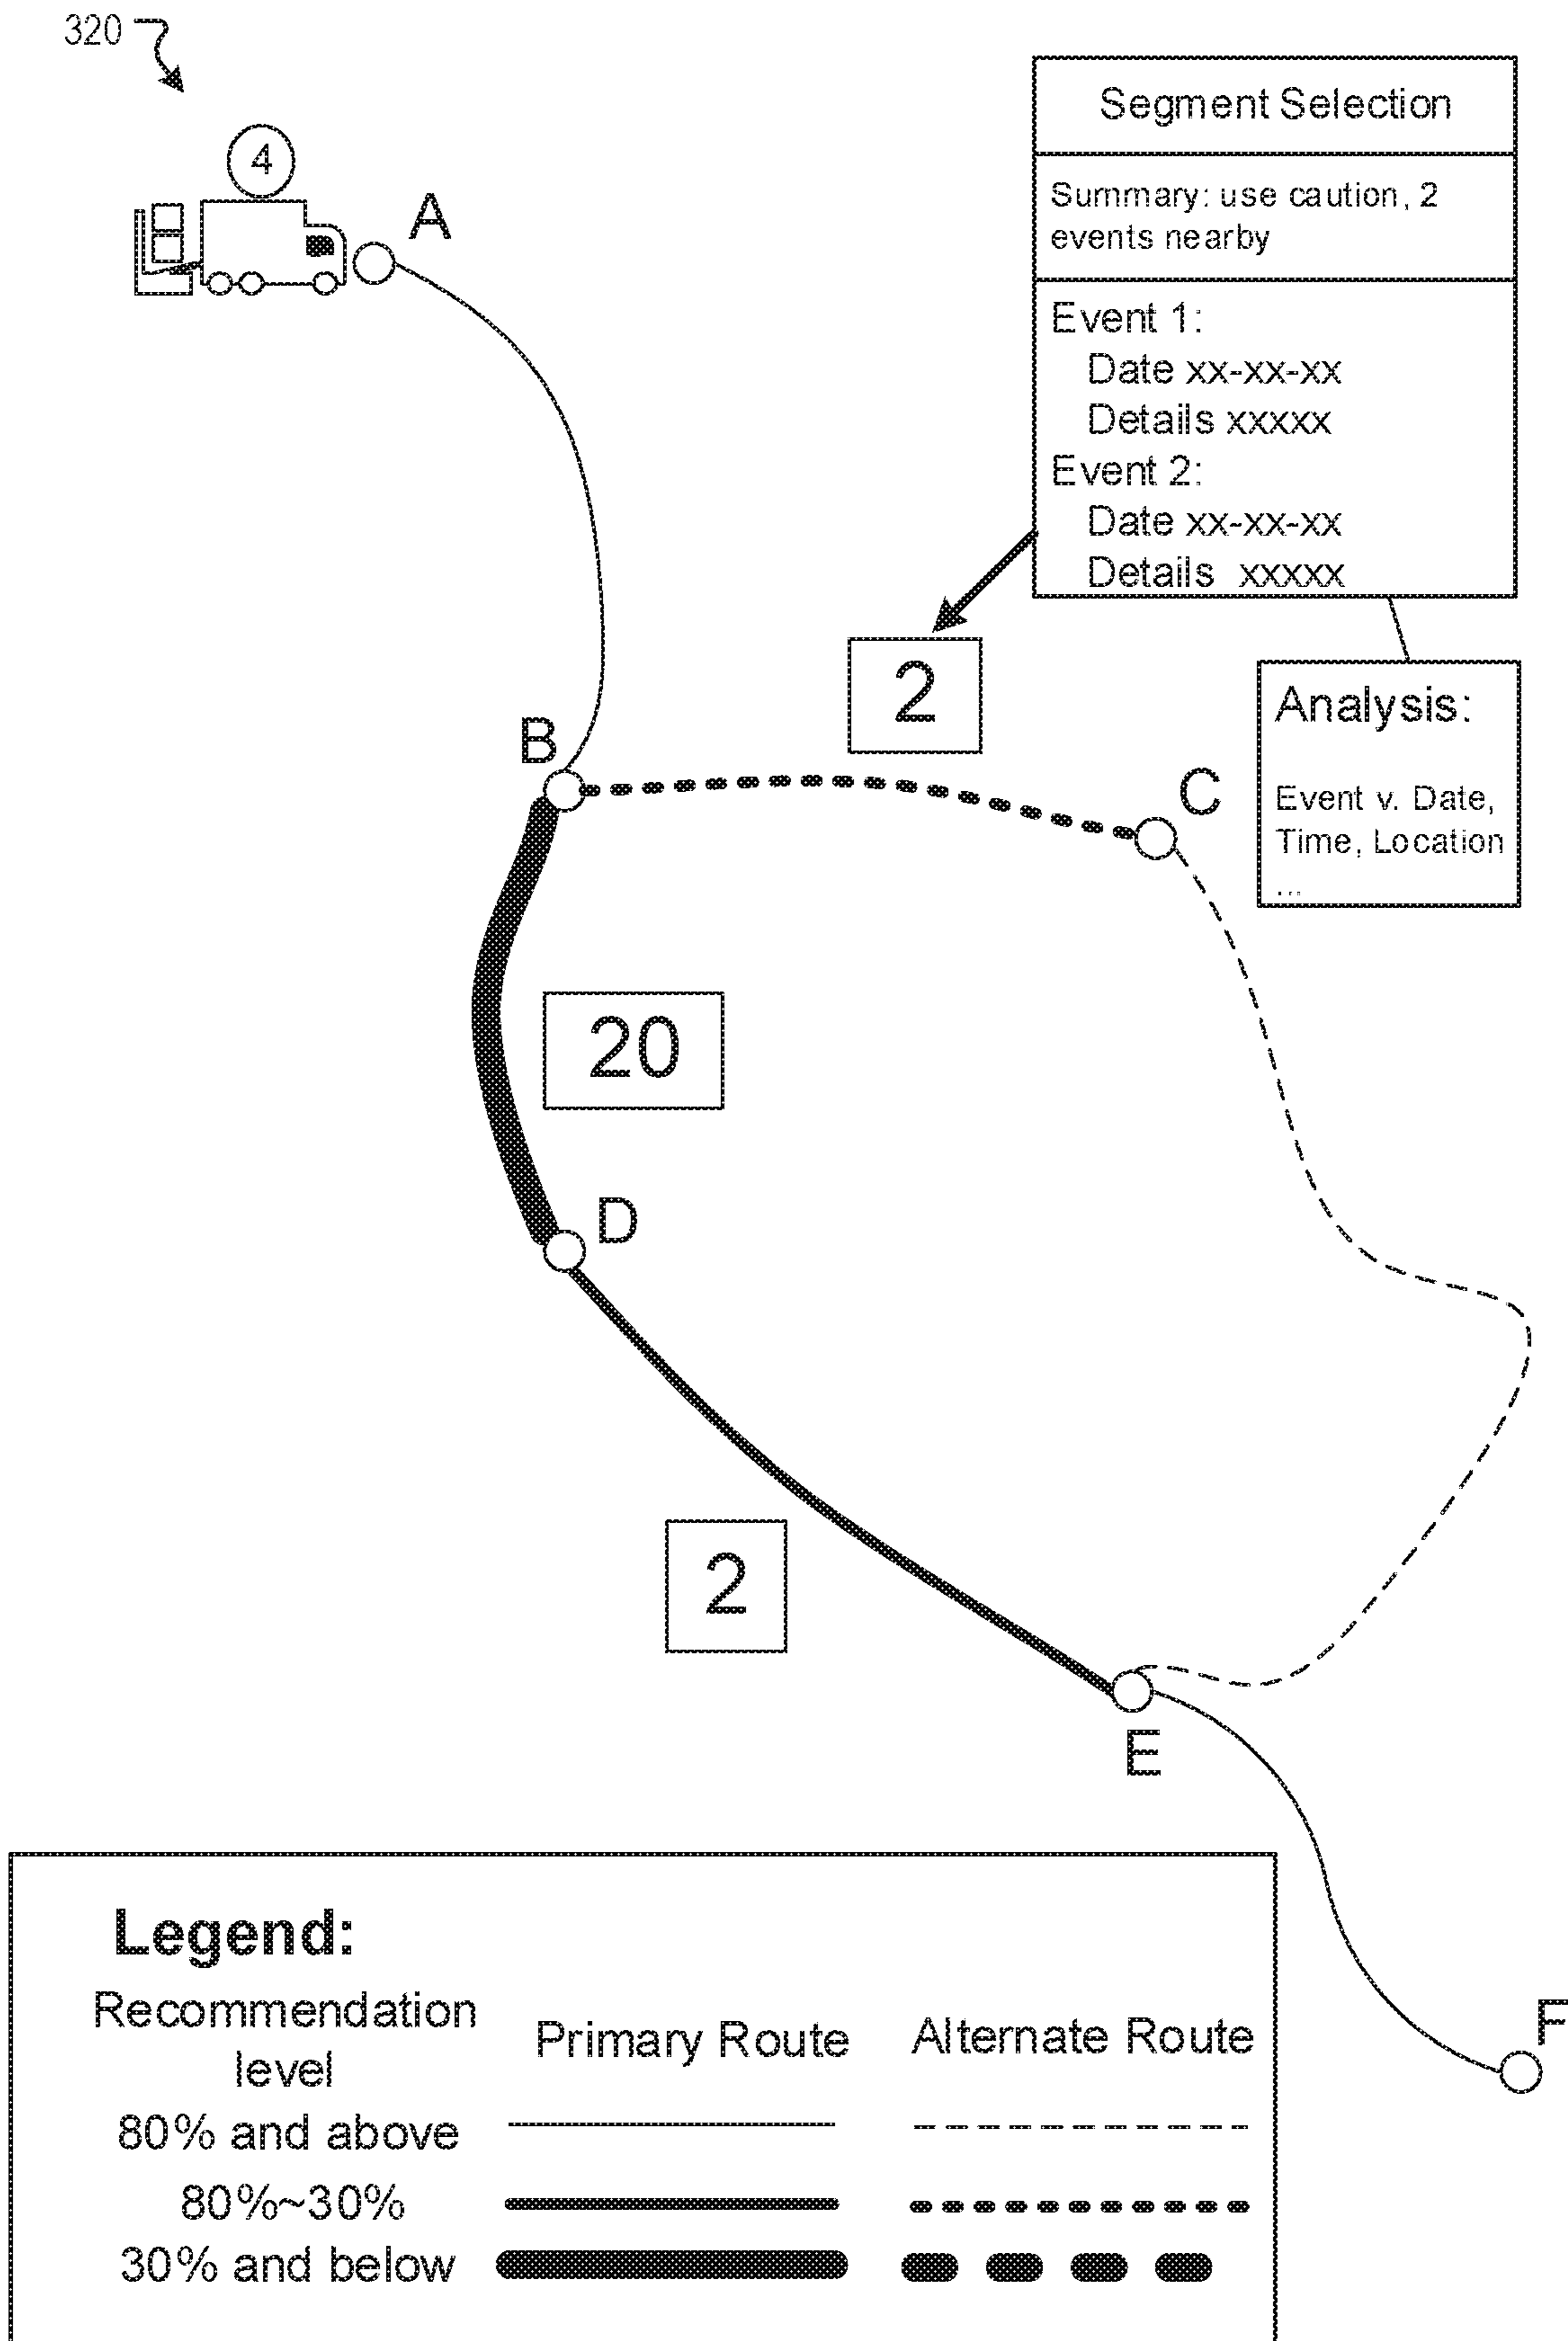 320
4
A
Segment Selection
Summary: use caution, 2
events nearby
Event 1:
Date xx-xx-xx
Details xxxxx
Event 2:
Date xx-xx-xx
Details xxxxx
2
B
C
Analysis:
Event v. Date,
Time, Location
...
20
D
2
E
F
Legend:
Recommendation
level
Primary Route
Alternate Route
80% and above
80%~30%
30% and below